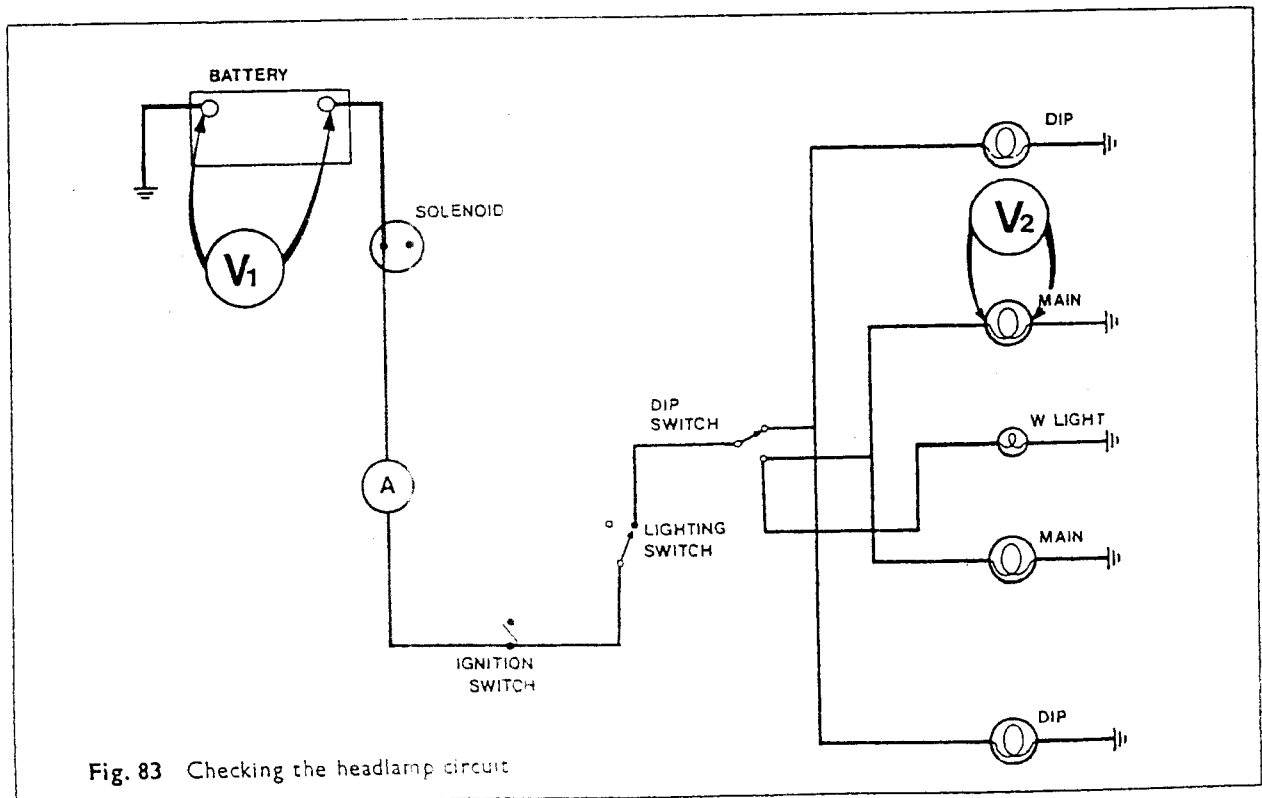 BATTERY
SOLENOID
V1
A
IGNITION
SWITCH
LIGHTING
SWITCH
DIP
SWITCH
DIP
V2
MAIN
W LIGHT
MAIN
DIP
Fig. 83 Checking the headlamp circuit